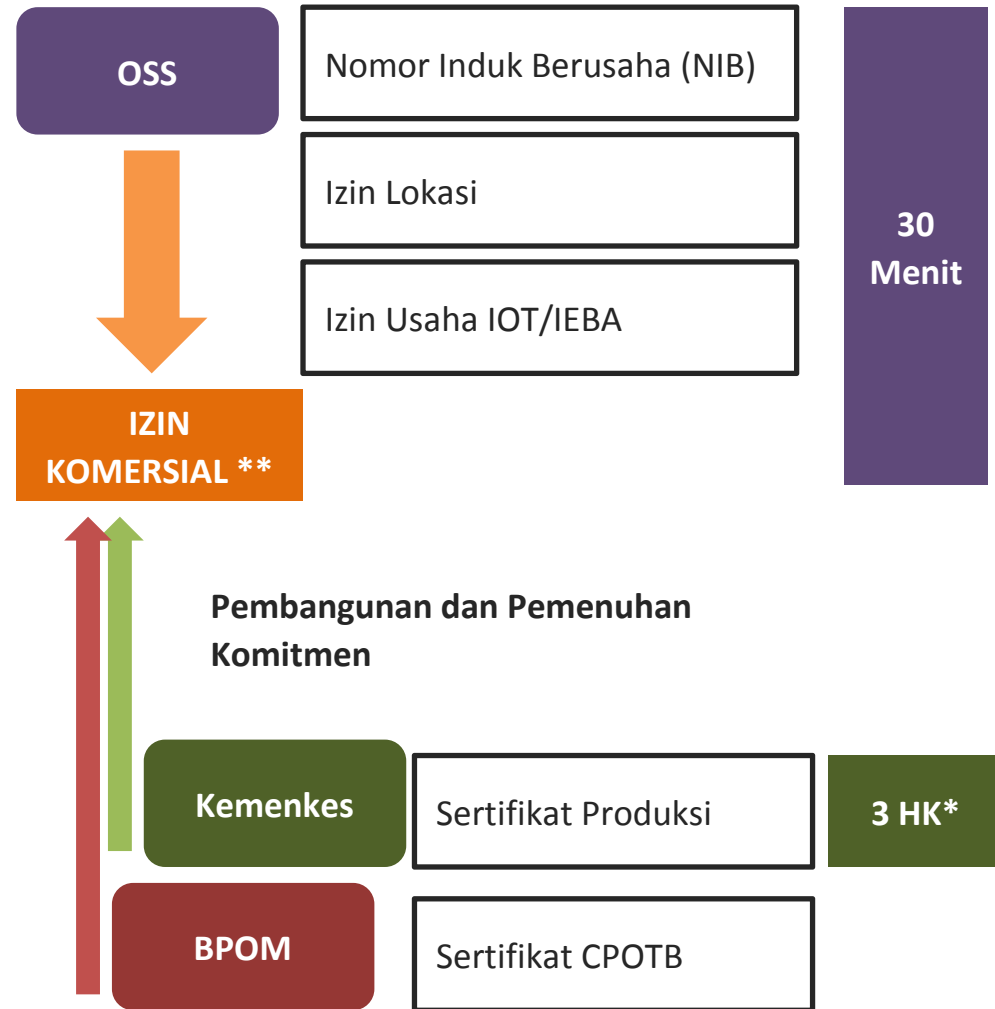 OSS
Nomor Induk Berusaha (NIB)
Izin Lokasi
Izin Usaha IOT/IEBA
30
Menit
IZIN
KOMERSIAL **
Pembangunan dan Pemenuhan
Komitmen
Kemenkes
Sertifikat Produksi
3 HK*
BPOM
Sertifikat CPOTB